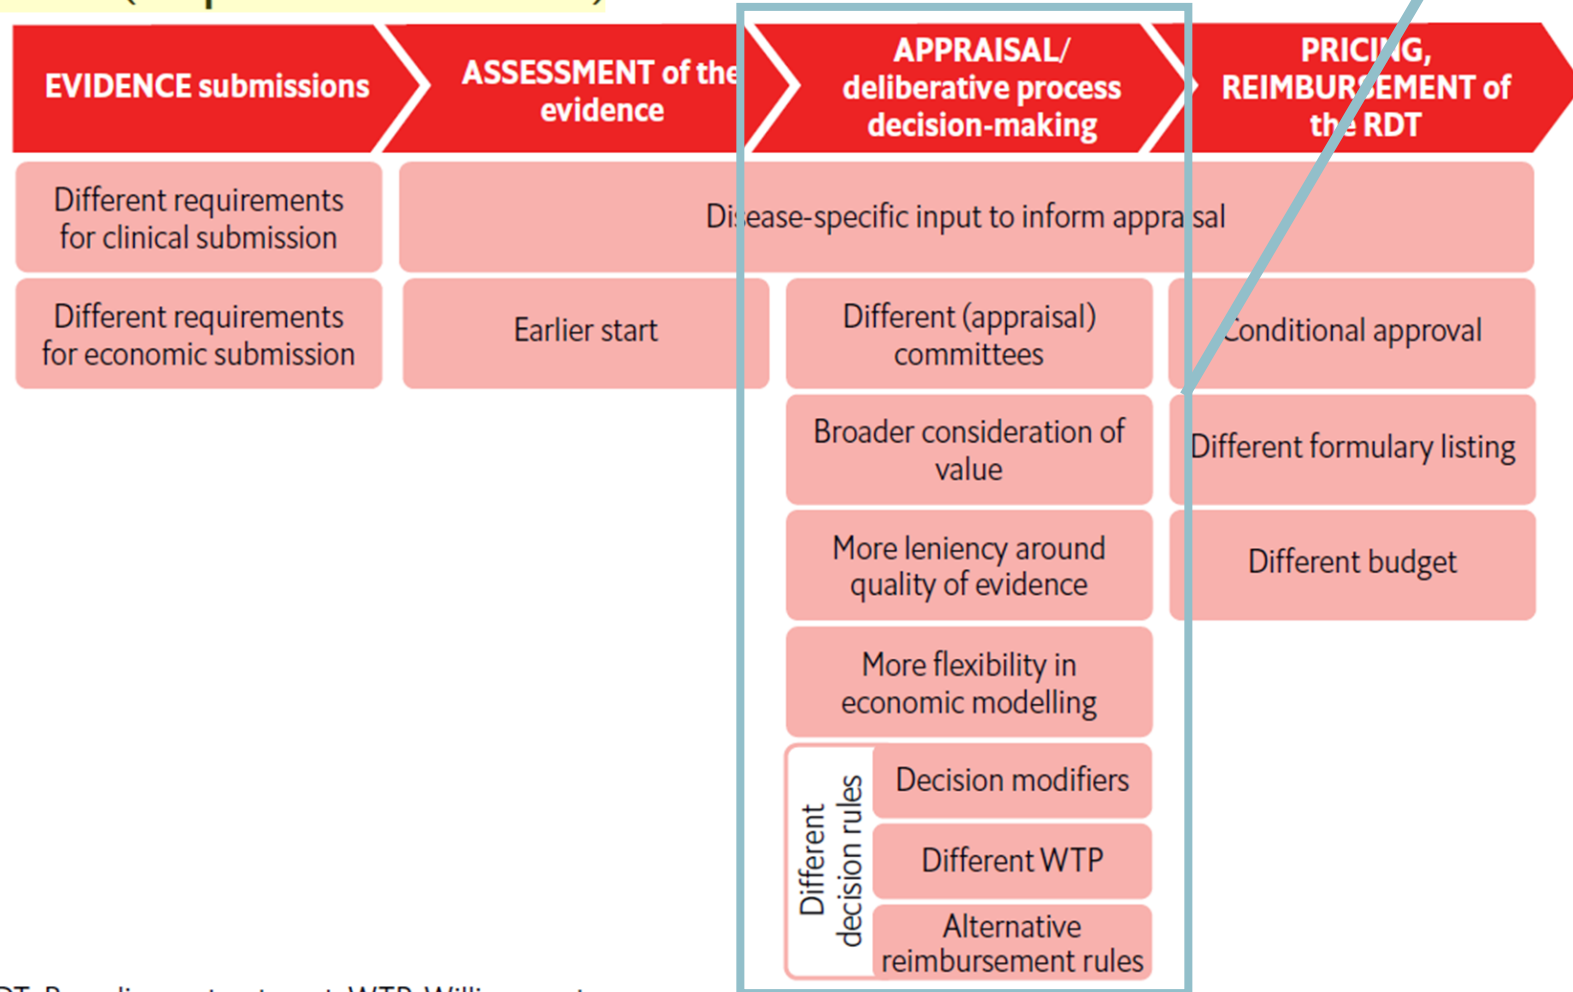 EVIDENCE submissions
ASSESSMENT of the
evidence
APPRAISAL/
deliberative process
decision-making
PRICING,
REIMBURSEMENT of
the RDT
Different requirements
for clinical submission
Disease-specific input to inform appraisal
Different requirements
for economic submission
Earlier start
Different (appraisal)
committees
Conditional approval
Broader consideration of
value
Different formulary listing
More leniency around
quality of evidence
Different budget
More flexibility in
economic modelling
Different
decision rules
Decision modifiers
Different WTP
Alternative
reimbursement rules